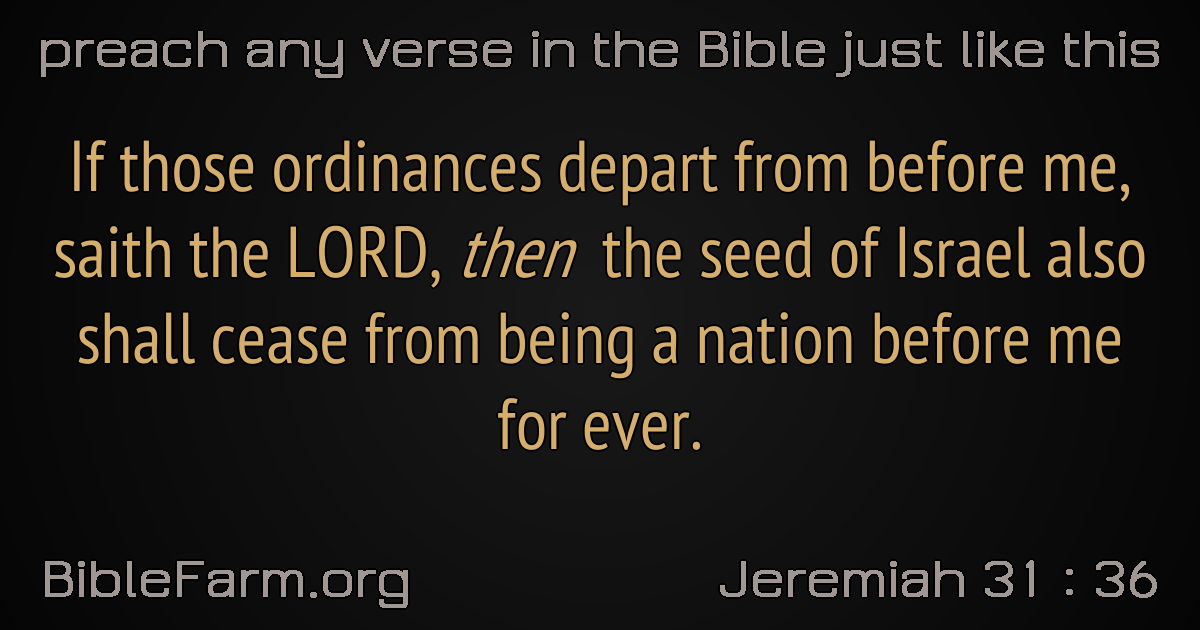 preach any verse in the Bible just like this
If those ordinances depart from before me,
saith the LORD, then the seed of Israel also
shall cease from being a nation before me
for ever.
BibleFarm.org
Jeremiah 31 : 36